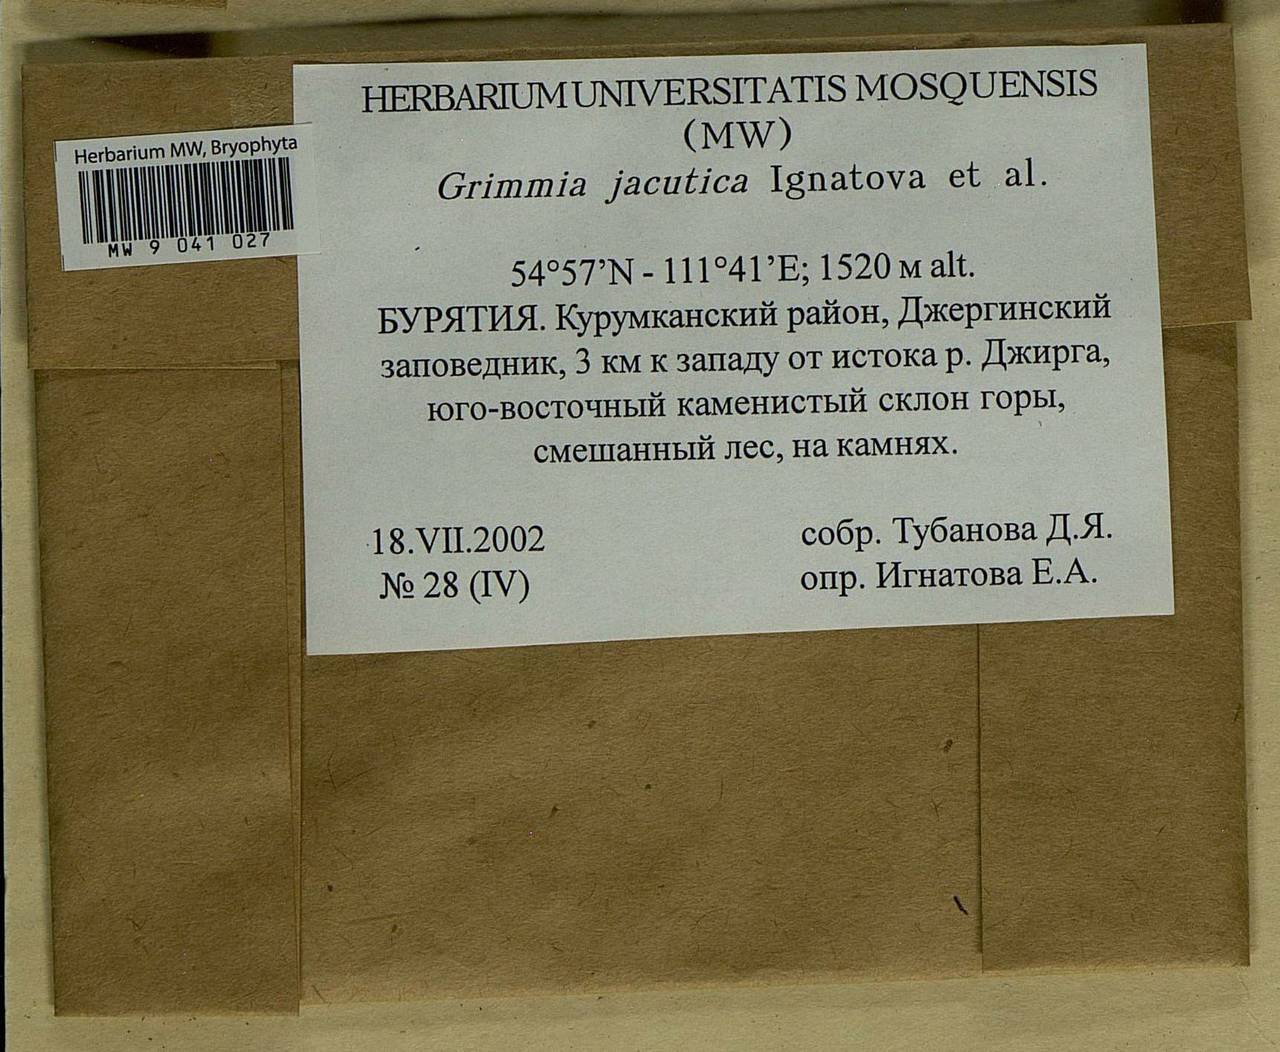 HERBARIUM UNIVERSITATIS MOSQUENSIS
(MW)
Grimmia jacutica Ignatova et al.
Herbarium MW, Bryophyta
MW 9 041 027
54°57’N - 111°41’E; 1520 м alt.
БУРЯТИЯ. Курумканский район, Джергинский
заповедник, 3 км к западу от истока р. Джирга,
юго-восточный каменистый склон горы,
смешанный лес, на камнях.
18.VII.2002
№ 28 (IV)
собр. Тубанова Д.Я.
опр. Игнатова Е.А.